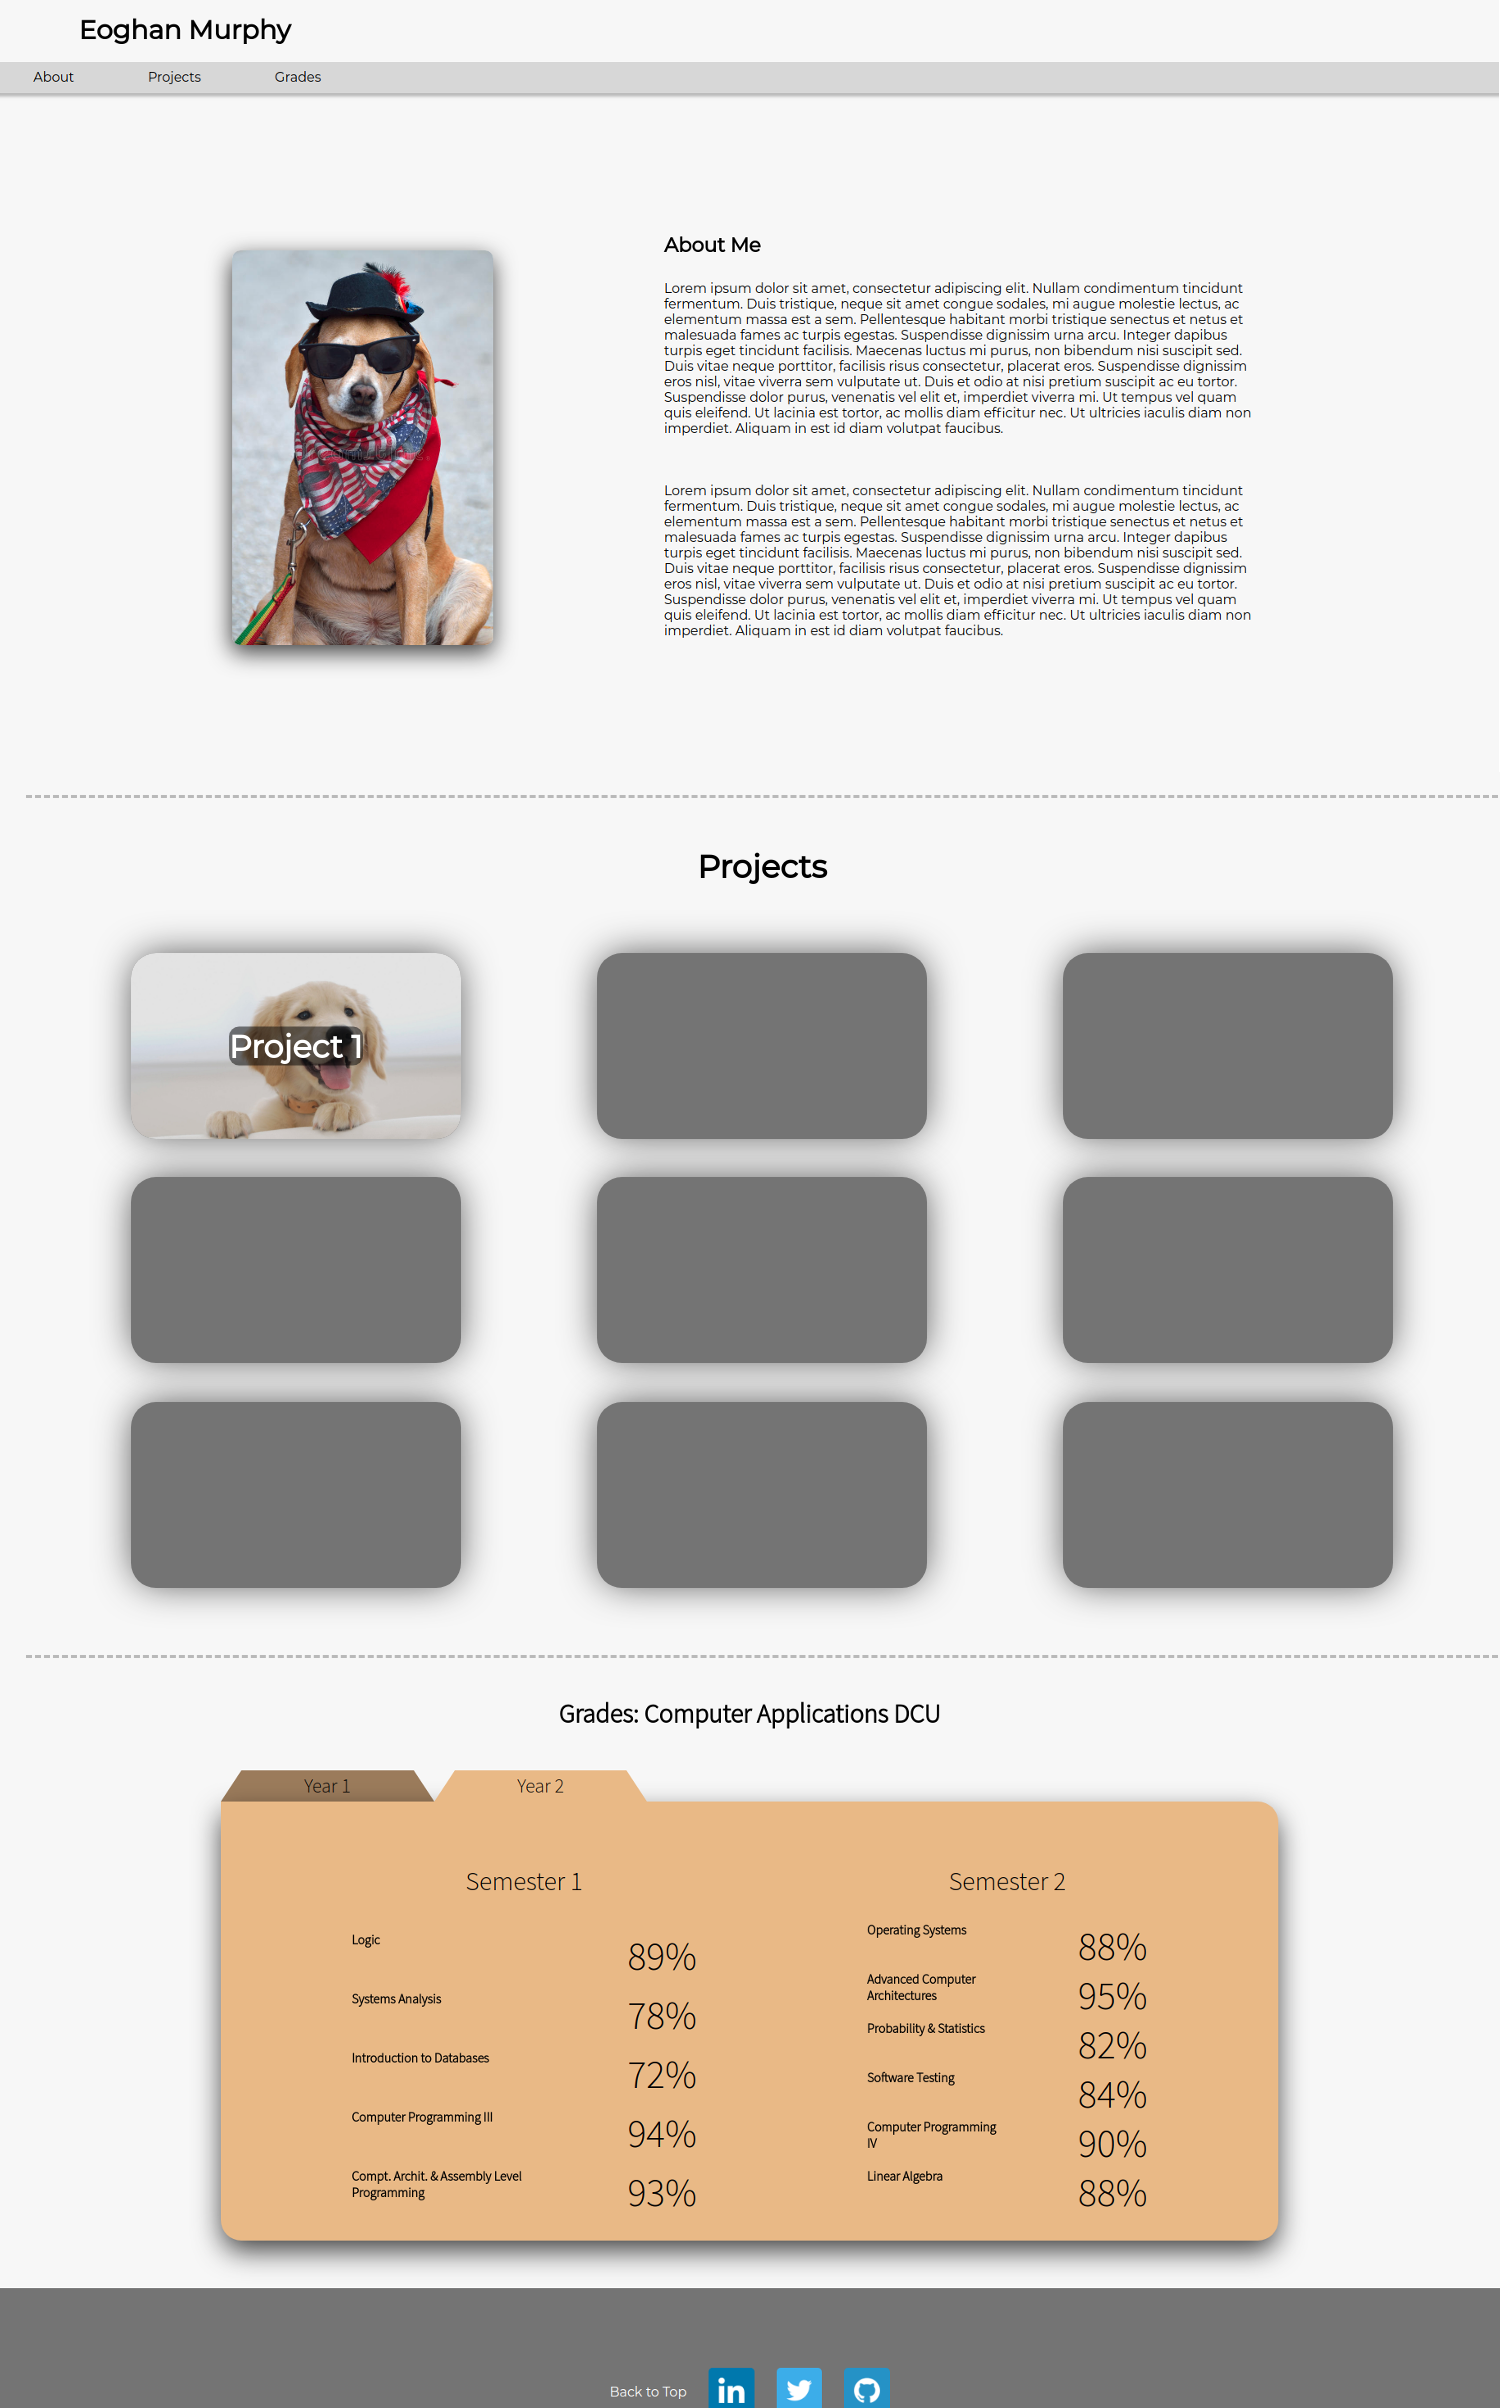 Eoghan Murphy
About Projects Grades
About Me
Lorem ipsum dolor sit amet, consectetur adipiscing elit. Nullam condimentum tincidunt
fermentum. Duis tristique, neque sit amet congue sodales, mi augue molestie lectus, ac
elementum massa est a sem. Pellentesque habitant morbi tristique senectus et netus et
malesuada fames ac turpis egestas. Suspendisse dignissim urna arcu. Integer dapibus
turpis eget tincidunt facilisis. Maecenas luctus mi purus, non bibendum nisi suscipit sed.
Duis vitae neque porttitor, facilisis risus consectetur, placerat eros. Suspendisse dignissim
eros nisl, vitae viverra sem vulputate ut. Duis et odio at nisi pretium suscipit ac eu tortor.
Suspendisse dolor purus, venenatis vel elit et, imperdiet viverra mi. Ut tempus vel quam
quis eleifend. Ut lacinia est tortor, ac mollis diam efficitur nec. Ut ultricies iaculis diam non
imperdiet. Aliquam in est id diam volutpat faucibus.
Lorem ipsum dolor sit amet, consectetur adipiscing elit. Nullam condimentum tincidunt
fermentum. Duis tristique, neque sit amet congue sodales, mi augue molestie lectus, ac
elementum massa est a sem. Pellentesque habitant morbi tristique senectus et netus et
malesuada fames ac turpis egestas. Suspendisse dignissim urna arcu. Integer dapibus
turpis eget tincidunt facilisis. Maecenas luctus mi purus, non bibendum nisi suscipit sed.
Duis vitae neque porttitor, facilisis risus consectetur, placerat eros. Suspendisse dignissim
eros nisl, vitae viverra sem vulputate ut. Duis et odio at nisi pretium suscipit ac eu tortor.
Suspendisse dolor purus, venenatis vel elit et, imperdiet viverra mi. Ut tempus vel quam
quis eleifend. Ut lacinia est tortor, ac mollis diam efficitur nec. Ut ultricies iaculis diam non
imperdiet. Aliquam in est id diam volutpat faucibus.
Projects
Project 1
Grades: Computer Applications DCU
Year 1 Year 2
Semester 1
Logic 89%
Systems Analysis 78%
Introduction to Databases 72%
Computer Programming III 94%
Compt. Archit. & Assembly Level
Programming 93%
Semester 2
Operating Systems 88%
Advanced Computer
Architectures 95%
Probability & Statistics 82%
Software Testing 84%
Computer Programming
IV 90%
Linear Algebra 88%
Back to Top
in